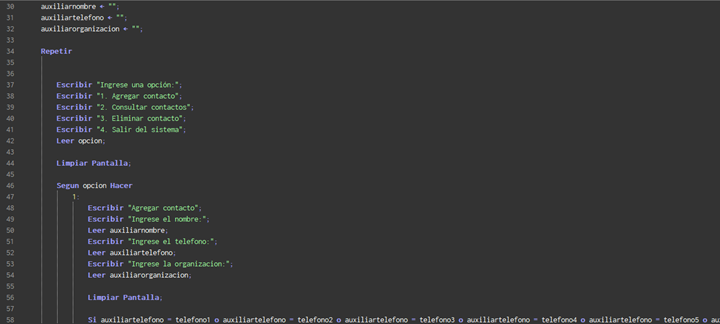 30 auxiliarnombre ← "";
31 auxiliartelefono ← "";
32 auxiliarorganizacion ← "";
33
34 Repetir
35
36
37 Escribir "Ingrese una opción:";
38 Escribir "1. Agregar contacto";
39 Escribir "2. Consultar contactos";
40 Escribir "3. Eliminar contacto";
41 Escribir "4. Salir del sistema";
42 Leer opcion;
43
44 Limpiar Pantalla;
45
46 Segun opcion Hacer
47 1:
48 Escribir "Agregar contacto";
49 Escribir "Ingrese el nombre:";
50 Leer auxiliarnombre;
51 Escribir "Ingrese el telefono:";
52 Leer auxiliartelefono;
53 Escribir "Ingrese la organizacion:";
54 Leer auxiliarorganizacion;
55
56 Limpiar Pantalla;
57
58 Si auxiliartelefono = telefono1 o auxiliartelefono = telefono2 o auxiliartelefono = telefono3 o auxiliartelefono = telefono4 o auxiliartelefono = telefono5 o au